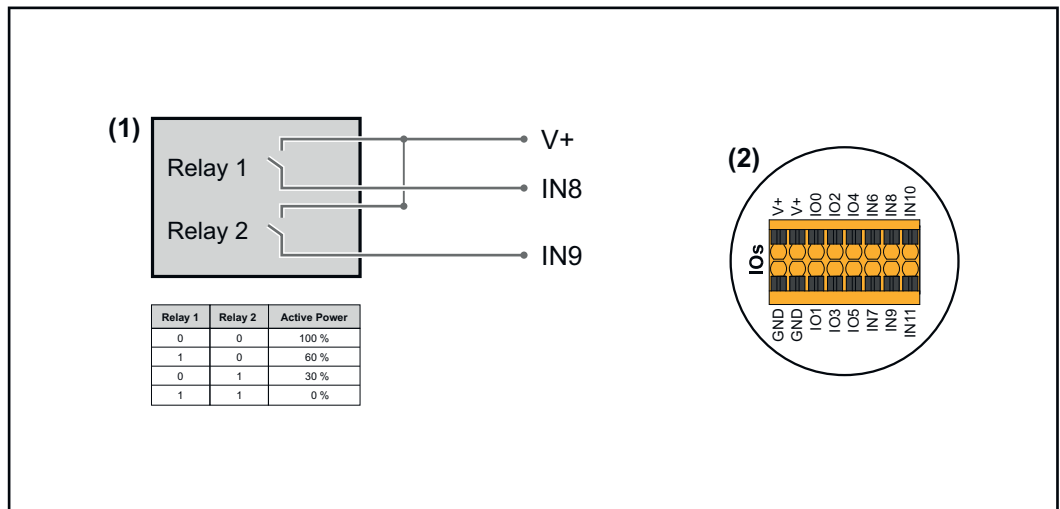 (1)
Relay 1
Relay 2
V+
IN8
IN9
Relay 1 Relay 2 Active Power
0 0 100 %
1 0 60 %
0 1 30 %
1 1 0 %
(2)
IOs
V+ V+ IO0 IO2 IO4 IN6 IN8 IN10
GND GND IO1 IO3 IO5 IN7 IN9 IN11